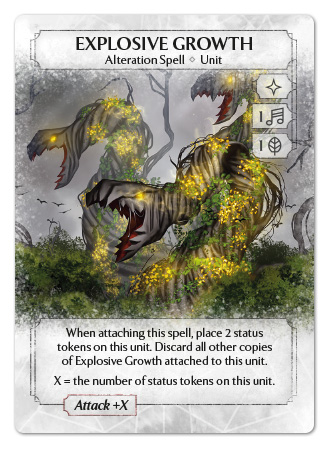 EXPLOSIVE GROWTH
Alteration Spell ⋄ Unit
1
1
When attaching this spell, place 2 status
tokens on this unit. Discard all other copies
of Explosive Growth attached to this unit.
X = the number of status tokens on this unit.
Attack +X